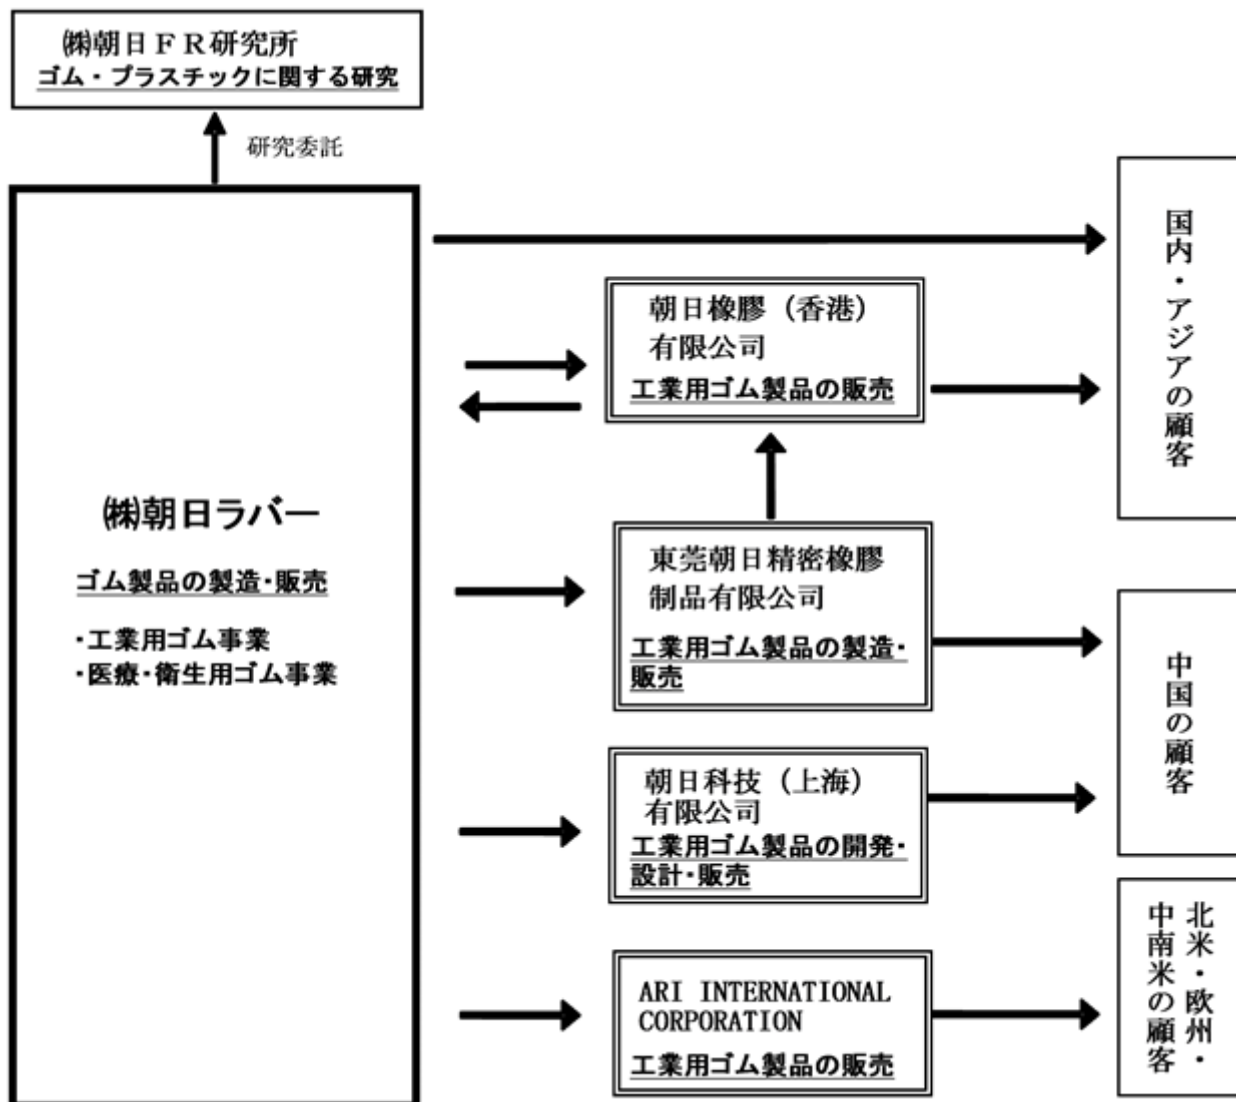 ㈱朝日ＦＲ研究所
ゴム・プラスチックに関する研究
研究委託
㈱朝日ラバー
ゴム製品の製造・販売
・工業用ゴム事業
・医療・衛生用ゴム事業
朝日橡膠（香港）
有限公司
工業用ゴム製品の販売
東莞朝日精密橡膠
制品有限公司
工業用ゴム製品の製造・
販売
朝日科技（上海）
有限公司
工業用ゴム製品の開発・
設計・販売
ARI INTERNATIONAL
CORPORATION
工業用ゴム製品の販売
国内・アジアの顧客
中国の顧客
北米・欧州・
中南米の顧客